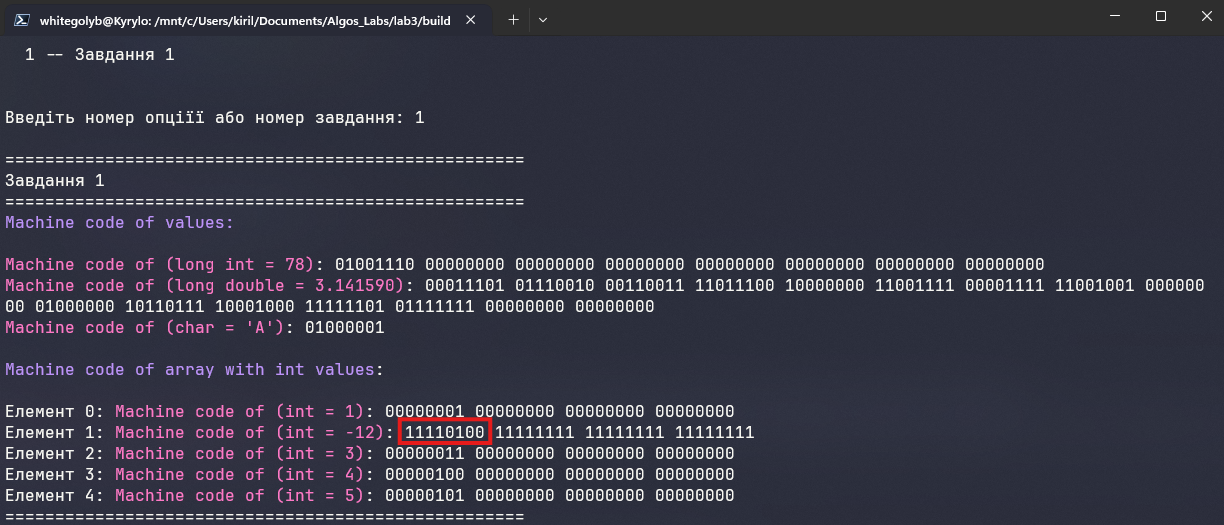 whitegolyb@Kyrylo: /mnt/c/Users/kiril/Documents/Algos_Labs/lab3/build
1 -- Завдання 1
Введіть номер опціїї або номер завдання: 1
====================================================
Завдання 1
====================================================
Machine code of values:
Machine code of (long int = 78): 01001110 00000000 00000000 00000000 00000000 00000000 00000000 00000000
Machine code of (long double = 3.141590): 00011101 01110010 00110011 11011100 10000000 11001111 00001111 11001001 000000
00 01000000 10110111 10001000 11111101 01111111 00000000 00000000
Machine code of (char = 'A'): 01000001
Machine code of array with int values:
Елемент 0: Machine code of (int = 1): 00000001 00000000 00000000 00000000
Елемент 1: Machine code of (int = -12): 11110100 11111111 11111111 11111111
Елемент 2: Machine code of (int = 3): 00000011 00000000 00000000 00000000
Елемент 3: Machine code of (int = 4): 00000100 00000000 00000000 00000000
Елемент 4: Machine code of (int = 5): 00000101 00000000 00000000 00000000
====================================================